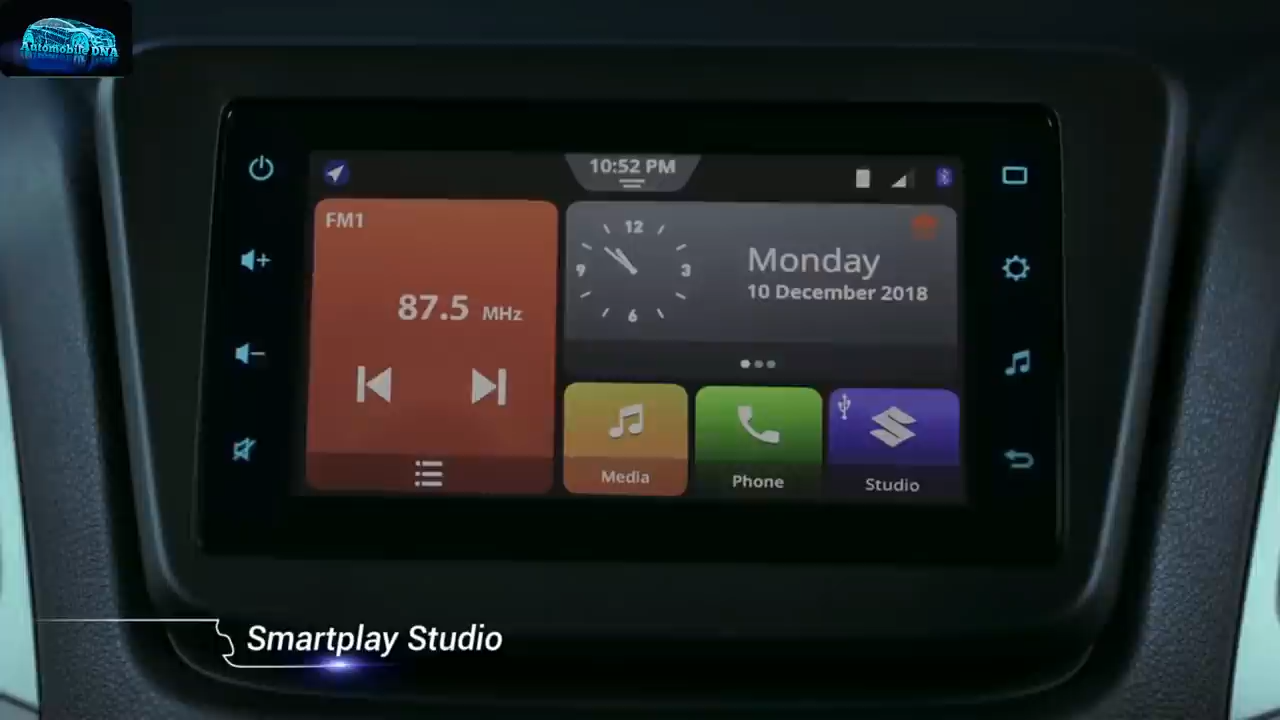 Automobile DNA
10:52 PM
FM1
87.5 MHz
12
9
3
6
Monday
10 December 2018
Media
Phone
Studio
Smartplay Studio